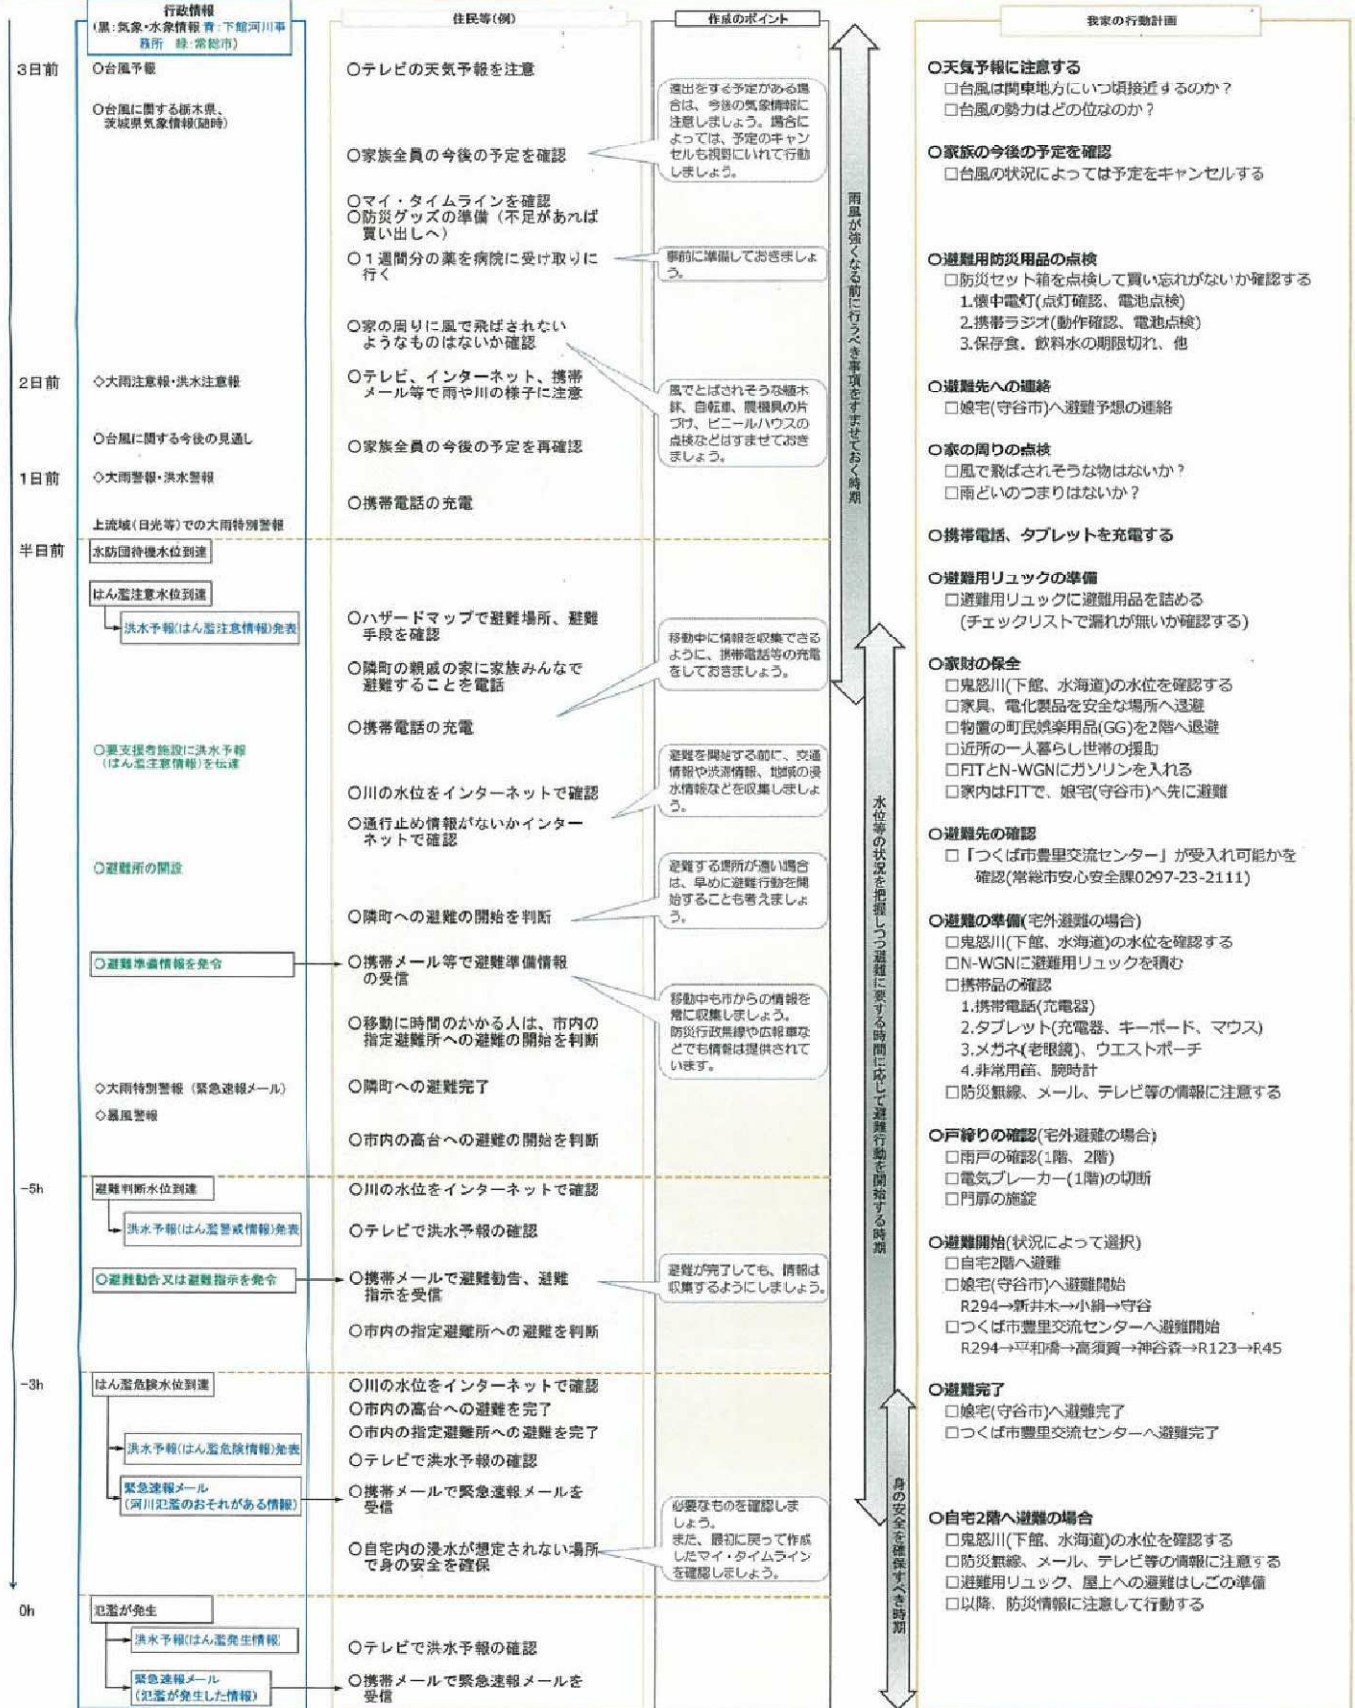 行政情報
(黒:気象・水象情報 青:下館河川事
務所 緑:常総市)
3日前
○台風予報
○台風に関する栃木県、
茨城県気象情報(随時)
2日前
◇大雨注意報・洪水注意報
○台風に関する今後の見通し
1日前
◇大雨警報・洪水警報
上流域(日光等)での大雨特別警報
半日前
水防団待機水位到達
はん濫注意水位到達
洪水予報(はん濫注意情報)発表
○要支援者施設に洪水予報
(はん濫注意情報)を伝達
○避難所の開設
○避難準備情報を発令
◇大雨特別警報(緊急速報メール)
◇暴風警報
-5h
避難判断水位到達
洪水予報(はん濫警戒情報)発表
○避難勧告又は避難指示を発令
-3h
はん濫危険水位到達
洪水予報(はん濫危険情報)発表
緊急速報メール
(河川氾濫のおそれがある情報)
0h
氾濫が発生
洪水予報(はん濫発生情報)
緊急速報メール
(氾濫が発生した情報)
住民等(例)
○テレビの天気予報を注意
○家族全員の今後の予定を確認
○マイ・タイムラインを確認
○防災グッズの準備(不足があれば
買い出しへ)
○1週間分の薬を病院に受け取りに
行く
○家の周りに風で飛ばされない
ようなものはないか確認
○テレビ、インターネット、携帯
メール等で雨や川の様子に注意
○家族全員の今後の予定を再確認
○携帯電話の充電
○ハザードマップで避難場所、避難
手段を確認
○隣町の親戚の家に家族みんなで
避難することを電話
○携帯電話の充電
○川の水位をインターネットで確認
○通行止め情報がないかインター
ネットで確認
○隣町への避難の開始を判断
○携帯メール等で避難準備情報
の受信
○移動に時間のかかる人は、市内の
指定避難所への避難の開始を判断
○隣町への避難完了
○市内の高台への避難の開始を判断
○川の水位をインターネットで確認
○テレビで洪水予報の確認
○携帯メールで避難勧告、避難
指示を受信
○市内の指定避難所への避難を判断
○川の水位をインターネットで確認
○市内の高台への避難を完了
○市内の指定避難所への避難を完了
○テレビで洪水予報の確認
○携帯メールで緊急速報メールを
受信
○自宅内の浸水が想定されない場所
で身の安全を確保
○テレビで洪水予報の確認
○携帯メールで緊急速報メールを
受信
作成のポイント
遠出をする予定がある場
合は、今後の気象情報に
注意しましょう。場合に
よっては、予定のキャン
セルも視野にいれて行動
しましょう。
事前に準備しておきましょ
う。
風でとばされそうな植木
鉢、自転車、農機具の片
づけ、ビニールハウスの
点検などはすませておき
ましょう。
移動中に情報を収集できる
ように、携帯電話等の充電
をしておきましょう。
避難を開始する前に、交通
情報や渋滞情報、地域の浸
水情報などを収集しましょ
う。
避難する場所が遠い場合
は、早めに避難行動を開
始することも考えましょ
う。
移動中も市からの情報を
常に収集しましょう。
防災行政無線や広報車な
どでも情報は提供されて
います。
避難が完了しても、情報は
収集するようにしましょう。
必要なものを確認しま
しょう。
また、最初に戻って作成
したマイ・タイムライン
を確認しましょう。
雨風が強くなる前に行うべき事項をすませておく時期
水位等の状況を把握しつつ避難に要する時間に応じて避難行動を開始する時期
身の安全を確保すべき時期
我家の行動計画
○天気予報に注意する
□台風は関東地方にいつ頃接近するのか?
□台風の勢力はどの位なのか?
○家族の今後の予定を確認
□台風の状況によっては予定をキャンセルする
○避難用防災用品の点検
□防災セット箱を点検して買い忘れがないか確認する
1.懐中電灯(点灯確認、電池点検)
2.携帯ラジオ(動作確認、電池点検)
3.保存食、飲料水の期限切れ、他
○避難先への連絡
□娘宅(守谷市)へ避難予想の連絡
○家の周りの点検
□風で飛ばされそうな物はないか?
□雨どいのつまりはないか?
○携帯電話、タブレットを充電する
○避難用リュックの準備
□避難用リュックに避難用品を詰める
(チェックリストで漏れが無いか確認する)
○家財の保全
□鬼怒川(下館、水海道)の水位を確認する
□家具、電化製品を安全な場所へ退避
□物置の町民娯楽用品(GG)を2階へ退避
□近所の一人暮らし世帯の援助
□FITとN-WGNにガソリンを入れる
□家内はFITで、娘宅(守谷市)へ先に避難
○避難先の確認
□「つくば市豊里交流センター」が受入れ可能かを
確認(常総市安心安全課0297-23-2111)
○避難の準備(宅外避難の場合)
□鬼怒川(下館、水海道)の水位を確認する
□N-WGNに避難用リュックを積む
□携帯品の確認
1.携帯電話(充電器)
2.タブレット(充電器、キーボード、マウス)
3.メガネ(老眼鏡)、ウエストポーチ
4.非常用笛、腕時計
□防災無線、メール、テレビ等の情報に注意する
○戸締りの確認(宅外避難の場合)
□雨戸の確認(1階、2階)
□電気ブレーカー(1階)の切断
□門扉の施錠
○避難開始(状況によって選択)
□自宅2階へ避難
□娘宅(守谷市)へ避難開始
R294→新井木→小絹→守谷
□つくば市豊里交流センターへ避難開始
R294→平和橋→高須賀→神谷森→R123→R45
○避難完了
□娘宅(守谷市)へ避難完了
□つくば市豊里交流センターへ避難完了
○自宅2階へ避難の場合
□鬼怒川(下館、水海道)の水位を確認する
□防災無線、メール、テレビ等の情報に注意する
□避難用リュック、屋上への避難はしごの準備
□以降、防災情報に注意して行動する